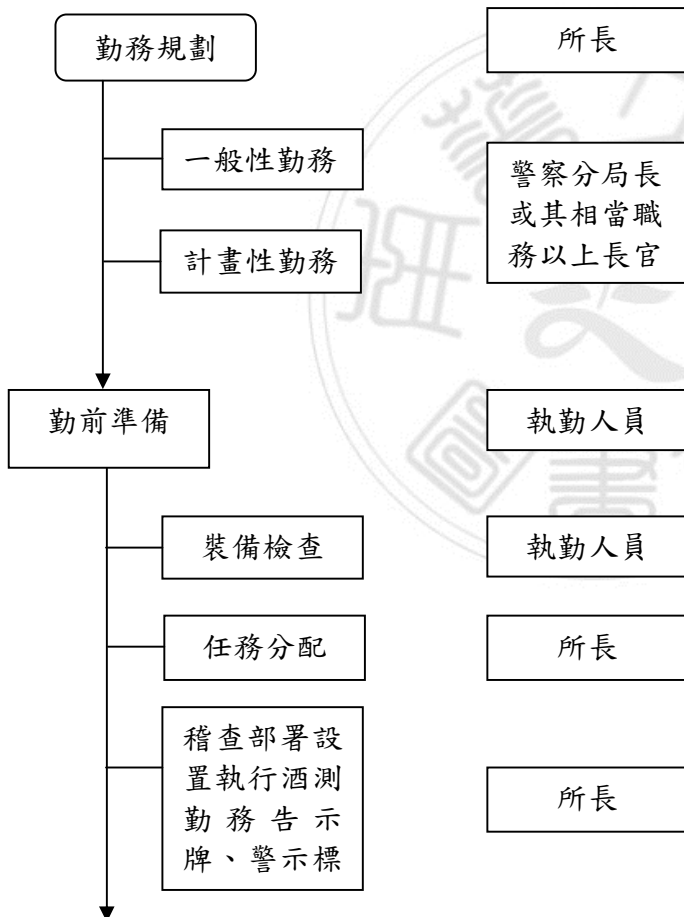 勤務規劃
所長
一般性勤務
警察分局長
或其相當職
務以上長官
計畫性勤務
勤前準備
執勤人員
裝備檢查
執勤人員
任務分配
所長
稽查部署設
置執行酒測
勤務告示
牌、警示標
所長